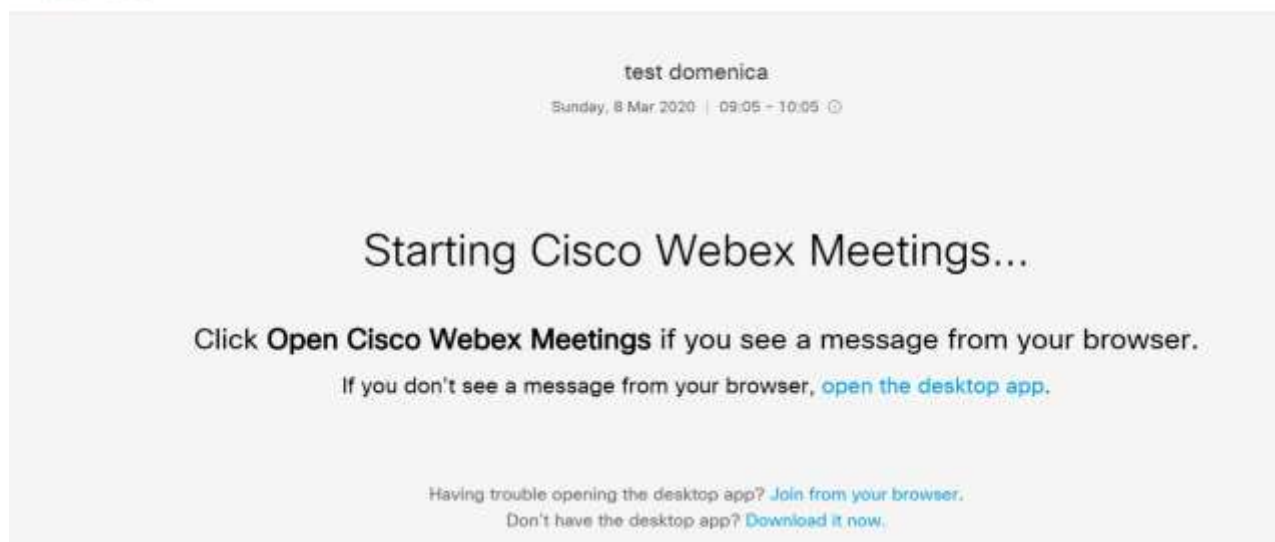 test domenica
Sunday, 8 Mar 2020 | 09:05 - 10:05
Starting Cisco Webex Meetings...
Click Open Cisco Webex Meetings if you see a message from your browser.
If you don't see a message from your browser, open the desktop app.
Having trouble opening the desktop app? Join from your browser.
Don't have the desktop app? Download it now.